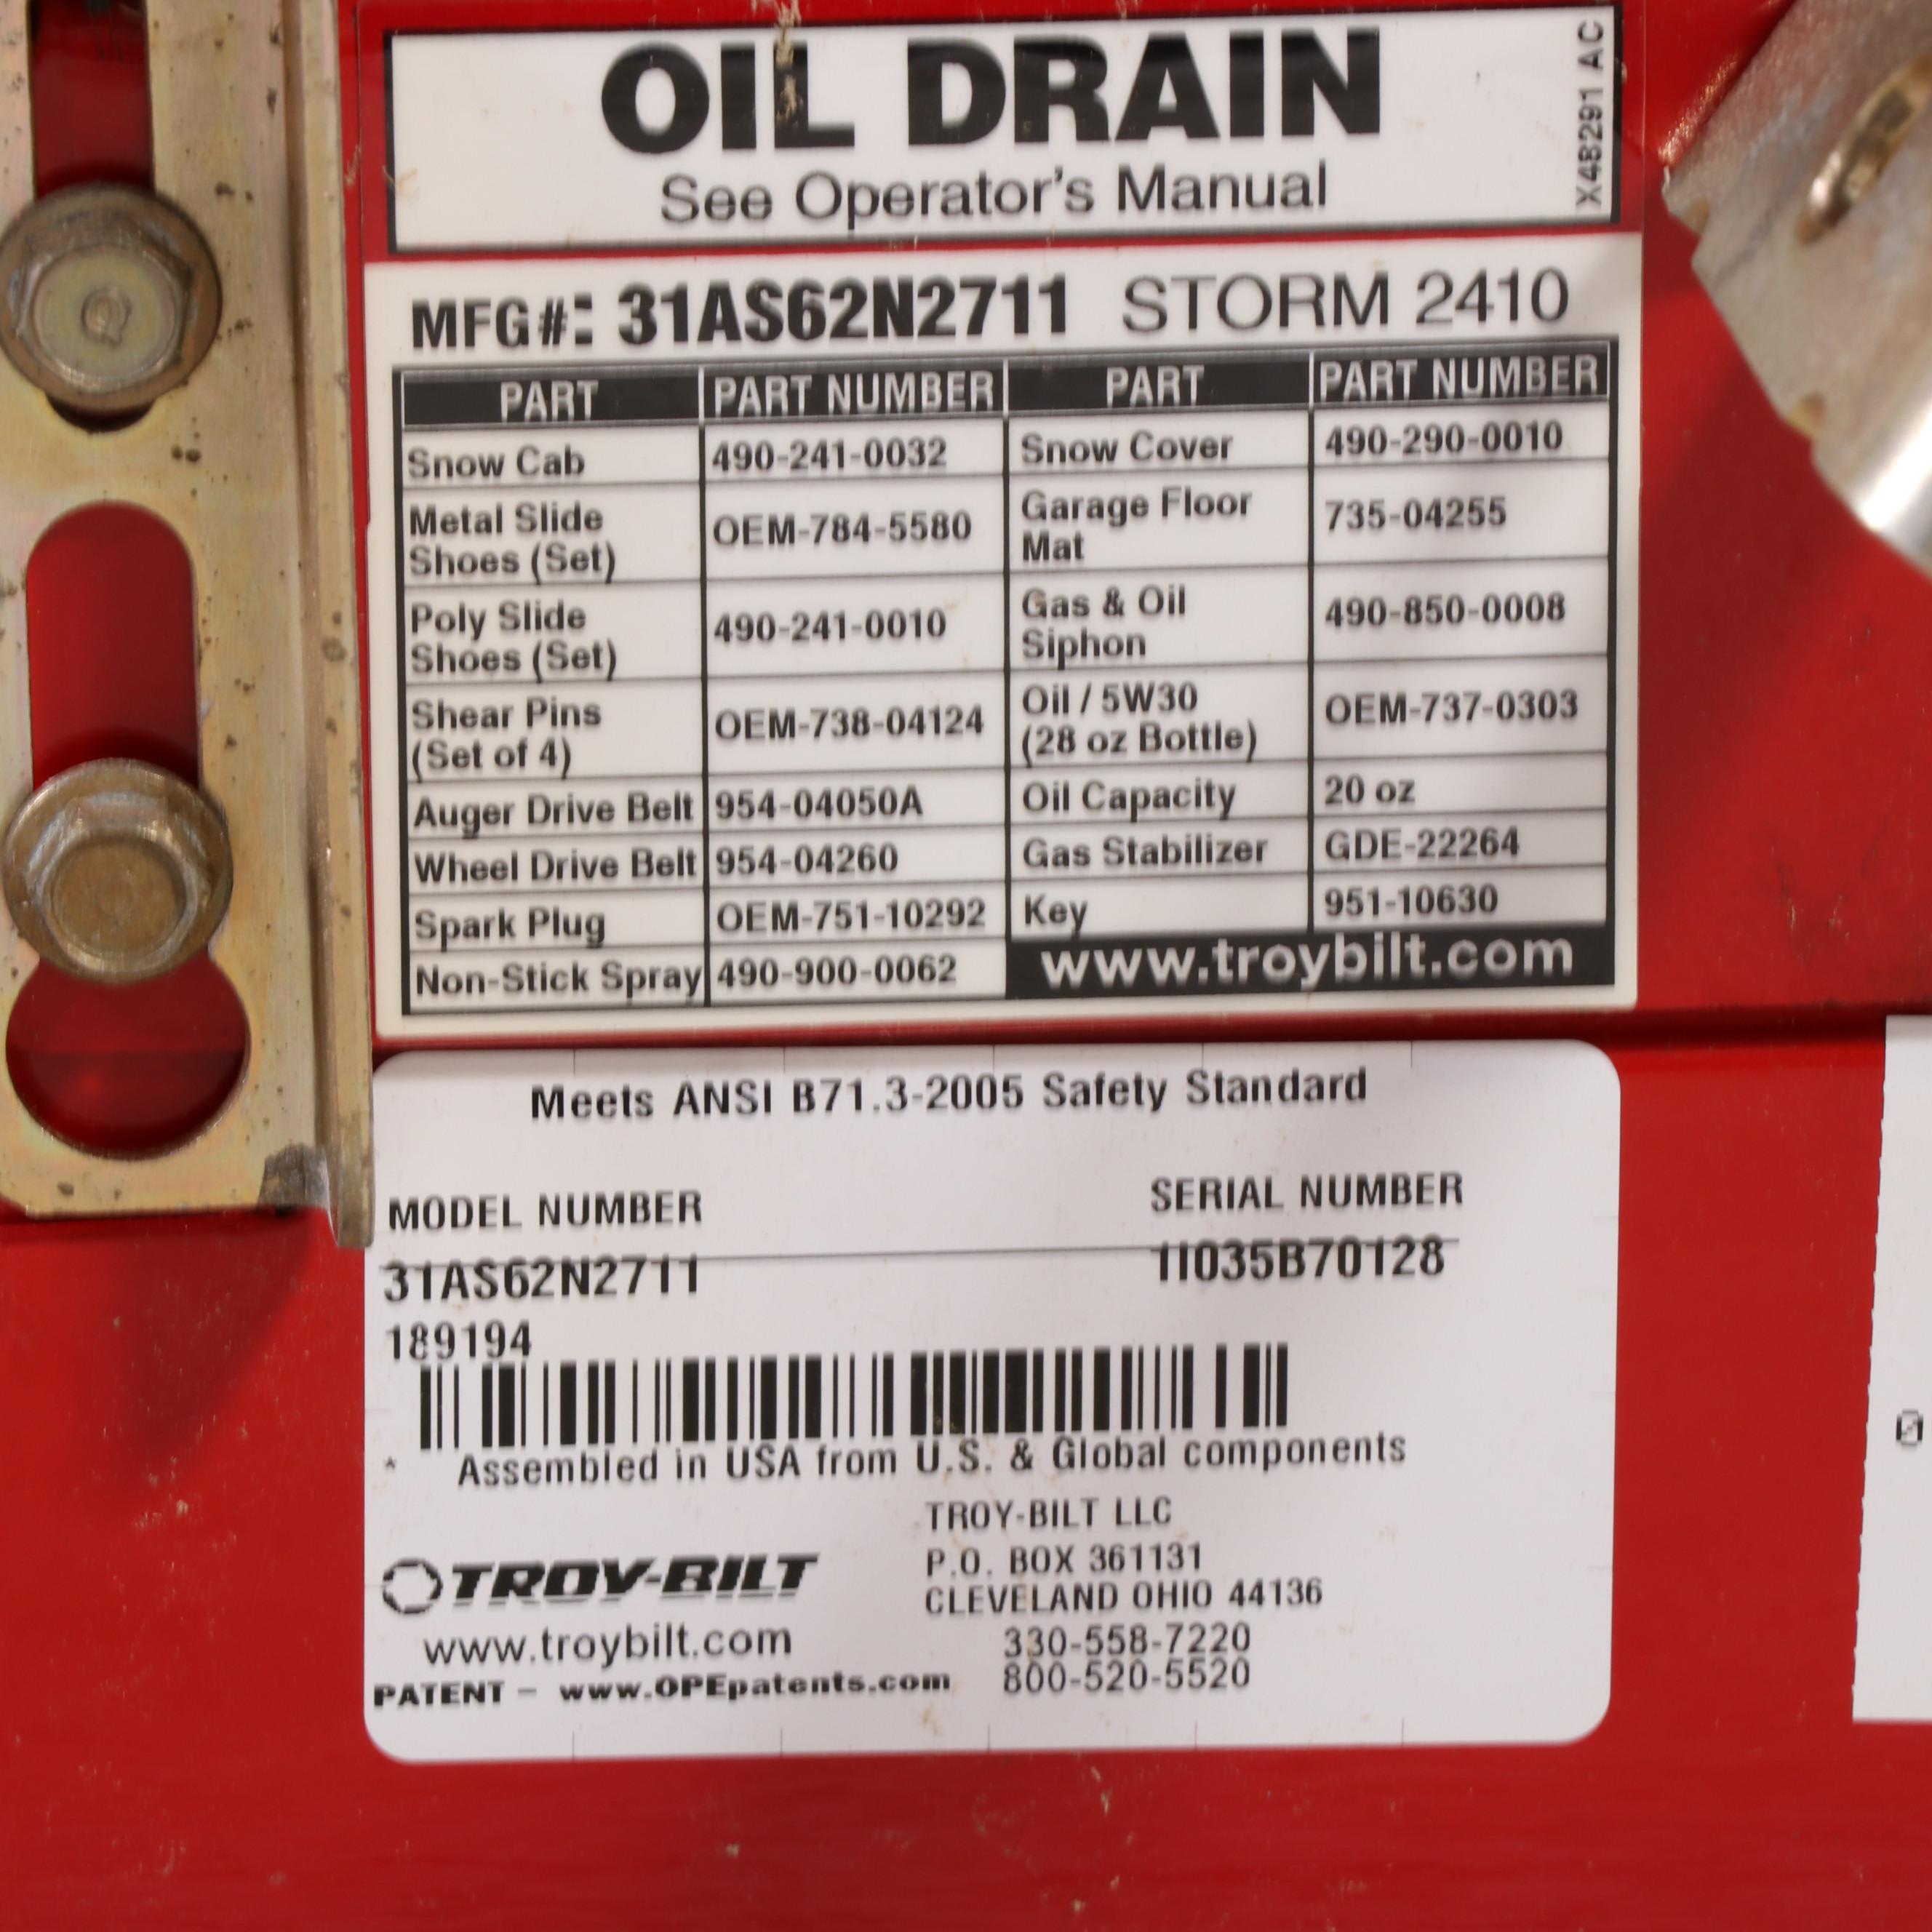 OIL DRAIN
See Operator's Manual
X48291 AC
MFG#: 31AS62N2711 STORM 2410
PART PART NUMBER PART PART NUMBER
Snow Cab 490-241-0032 Snow Cover 490-290-0010
Metal Slide Shoes (Set) OEM-784-5580 Garage Floor Mat 735-04255
Poly Slide Shoes (Set) 490-241-0010 Gas & Oil Siphon 490-850-0008
Shear Pins (Set of 4) OEM-738-04124 Oil / 5W30 (28 oz Bottle) OEM-737-0303
Auger Drive Belt 954-04050A Oil Capacity 20 oz
Wheel Drive Belt 954-04260 Gas Stabilizer GDE-22264
Spark Plug OEM-751-10292 Key 951-10630
Non-Stick Spray 490-900-0062 www.troybilt.com
Meets ANSI B71.3-2005 Safety Standard
MODEL NUMBER SERIAL NUMBER
31AS62N2711 1I035B70128
189194
* Assembled in USA from U.S. & Global components
TROY-BILT LLC
P.O. BOX 361131
CLEVELAND OHIO 44136
330-558-7220
800-520-5520
TROY-BILT
www.troybilt.com
PATENT - www.OPEpatents.com
0